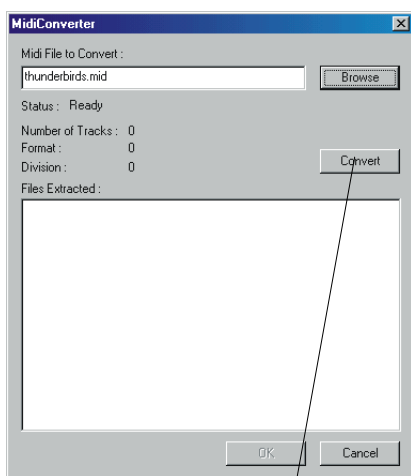 MidiConverter
Midi File to Convert :
thunderbirds.mid
Browse
Status : Ready
Number of Tracks : 0
Format : 0
Division : 0
Convert
Files Extracted :
OK
Cancel